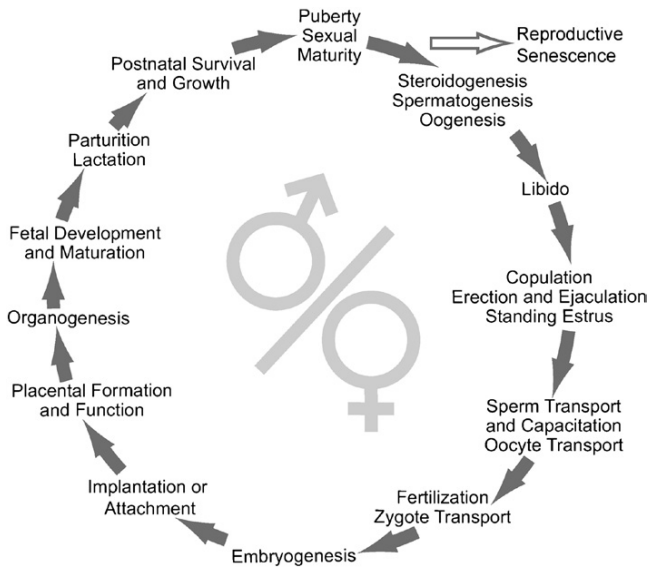 Puberty
Sexual
Maturity
Reproductive
Senescence
Steroidogenesis
Spermatogenesis
Oogenesis
Libido
Copulation
Erection and Ejaculation
Standing Estrus
Sperm Transport
and Capacitation
Oocyte Transport
Fertilization
Zygote Transport
Embryogenesis
Implantation or
Attachment
Placental Formation
and Function
Organogenesis
Fetal Development
and Maturation
Parturition
Lactation
Postnatal Survival
and Growth